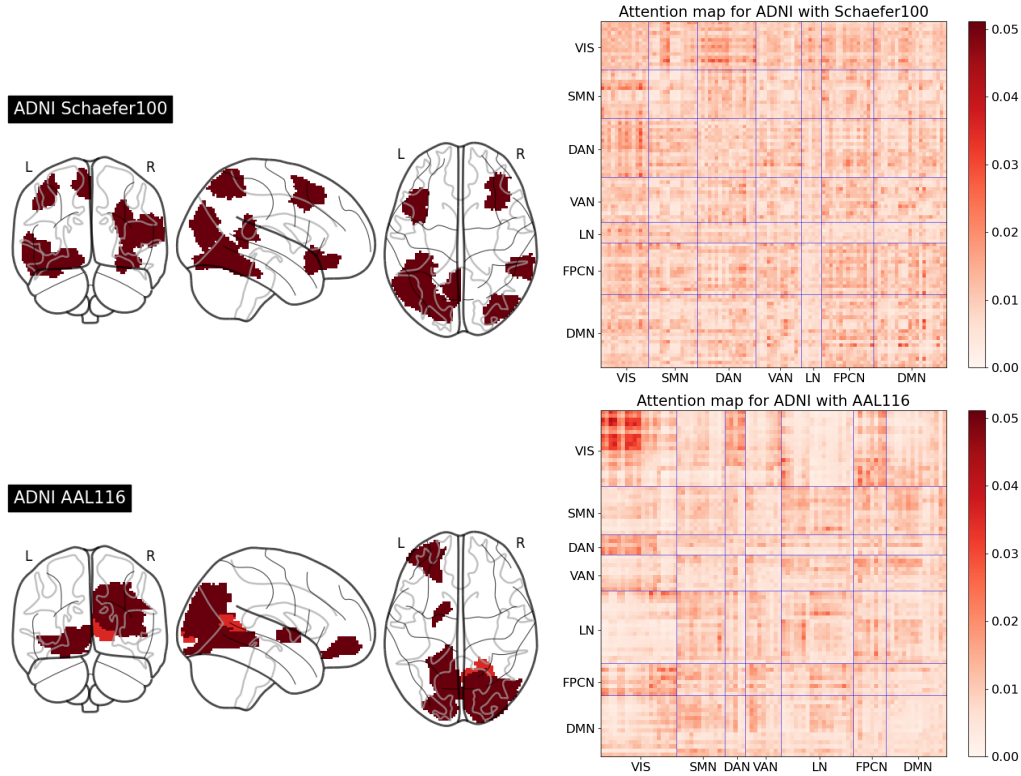 Attention map for ADNI with Schaefer100
ADNI Schaefer100
L R L R
VIS
SMN
DAN
VAN
LN
FPCN
DMN
VIS SMN DAN VAN LN FPCN DMN
0.05
0.04
0.03
0.02
0.01
0.00
Attention map for ADNI with AAL116
ADNI AAL116
L R L R
VIS
SMN
DAN
VAN
LN
FPCN
DMN
VIS SMN DAN VAN LN FPCN DMN
0.05
0.04
0.03
0.02
0.01
0.00